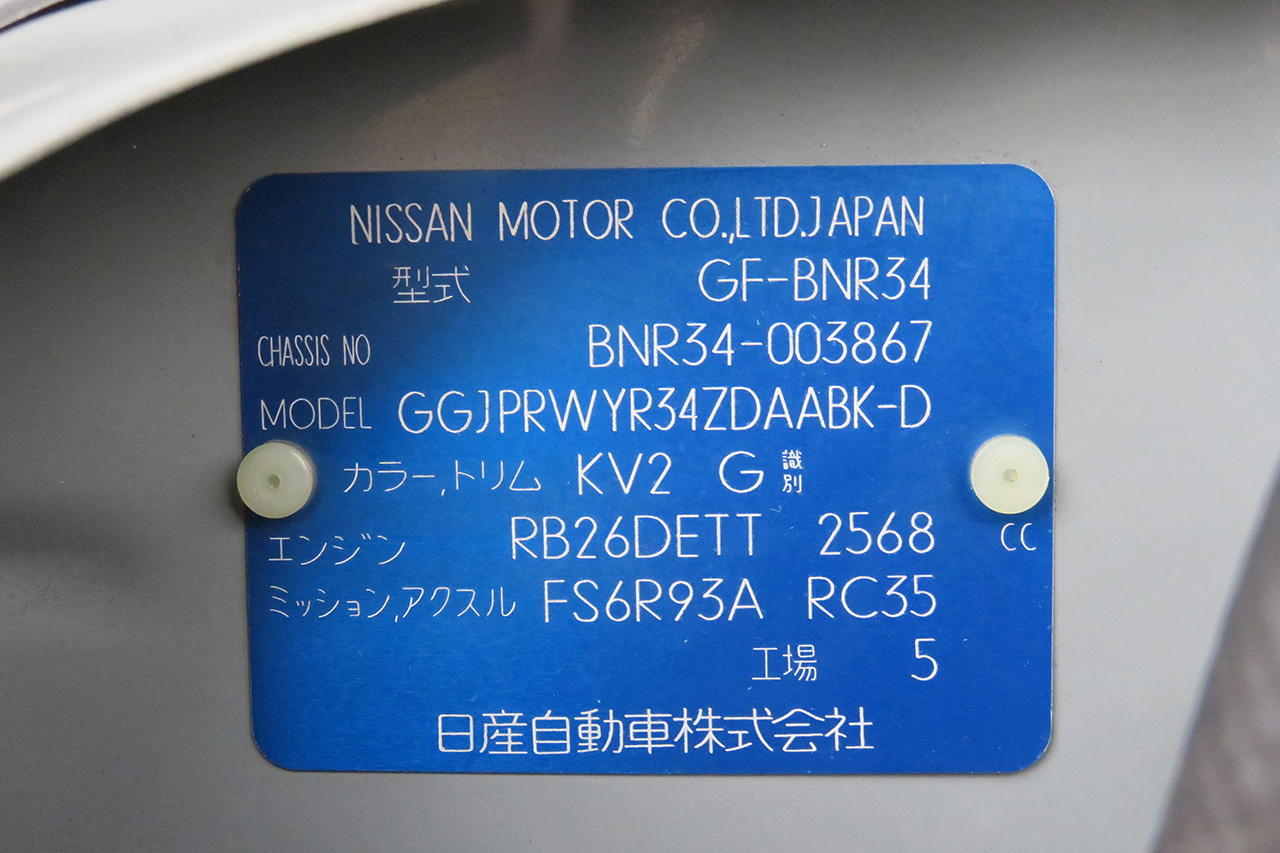 NISSAN MOTOR CO.,LTD.JAPAN
型式 GF-BNR34
CHASSIS NO BNR34-003867
MODEL GGJPRWYR34ZDAABK-D
カラー,トリム KV2 G 識別
エンジン RB26DETT 2568 CC
ミッション,アクスル FS6R93A RC35
工場 5
日産自動車株式会社